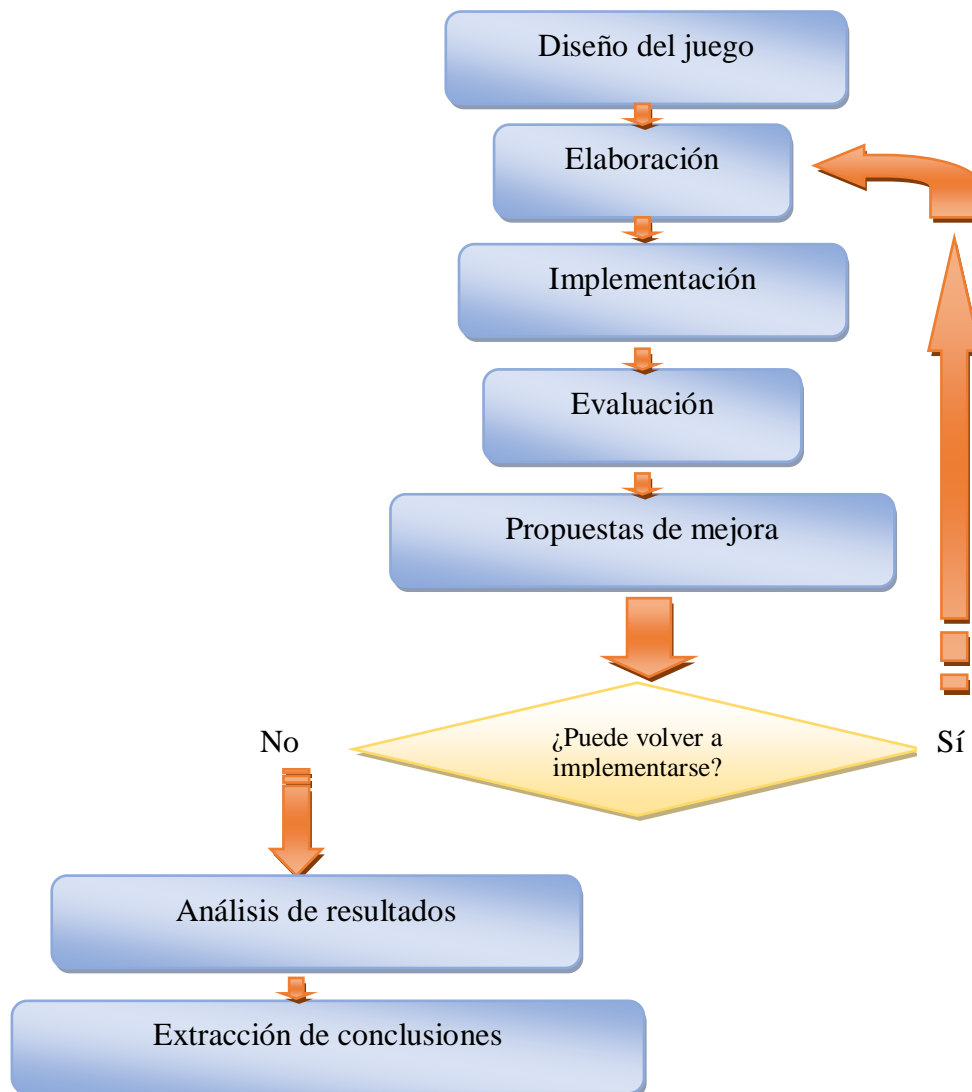 Diseño del juego
Elaboración
Implementación
Evaluación
Propuestas de mejora
¿Puede volver a
implementarse?
No
Sí
Análisis de resultados
Extracción de conclusiones